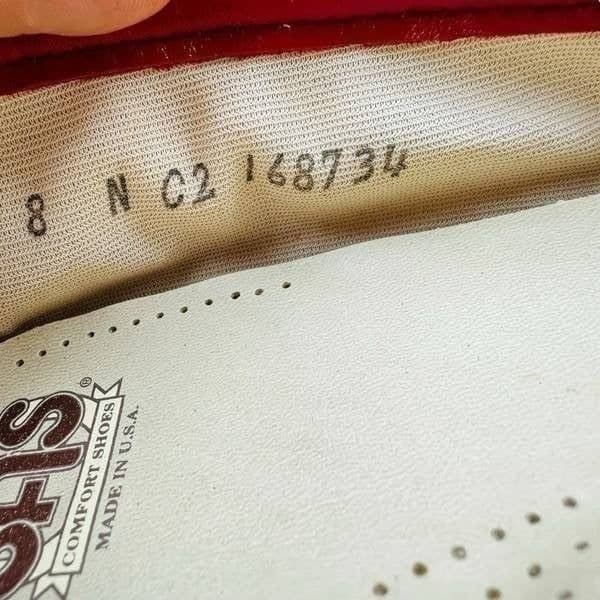 8 N C2 168734
COMFORT SHOES
MADE IN U.S.A.